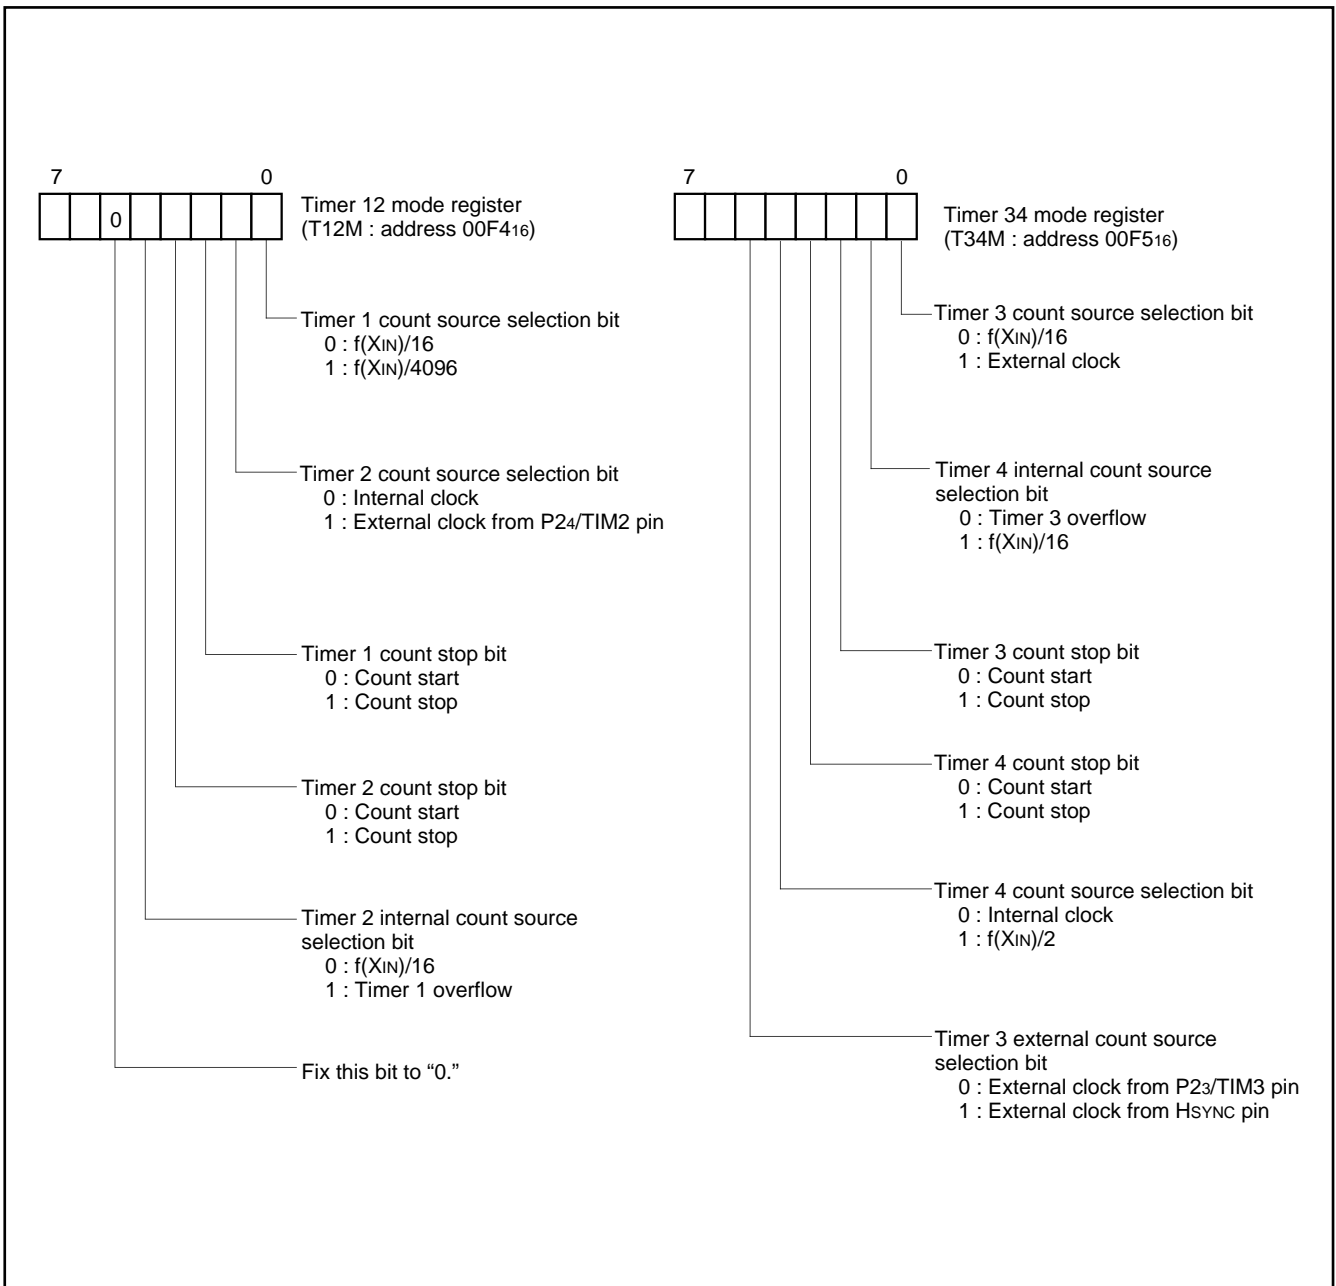 7 0
0
Timer 12 mode register
(T12M : address 00F416)
Timer 1 count source selection bit
0 : f(XIN)/16
1 : f(XIN)/4096
Timer 2 count source selection bit
0 : Internal clock
1 : External clock from P24/TIM2 pin
Timer 1 count stop bit
0 : Count start
1 : Count stop
Timer 2 count stop bit
0 : Count start
1 : Count stop
Timer 2 internal count source
selection bit
0 : f(XIN)/16
1 : Timer 1 overflow
Fix this bit to “0.”
7 0
Timer 34 mode register
(T34M : address 00F516)
Timer 3 count source selection bit
0 : f(XIN)/16
1 : External clock
Timer 4 internal count source
selection bit
0 : Timer 3 overflow
1 : f(XIN)/16
Timer 3 count stop bit
0 : Count start
1 : Count stop
Timer 4 count stop bit
0 : Count start
1 : Count stop
Timer 4 count source selection bit
0 : Internal clock
1 : f(XIN)/2
Timer 3 external count source
selection bit
0 : External clock from P23/TIM3 pin
1 : External clock from HSYNC pin